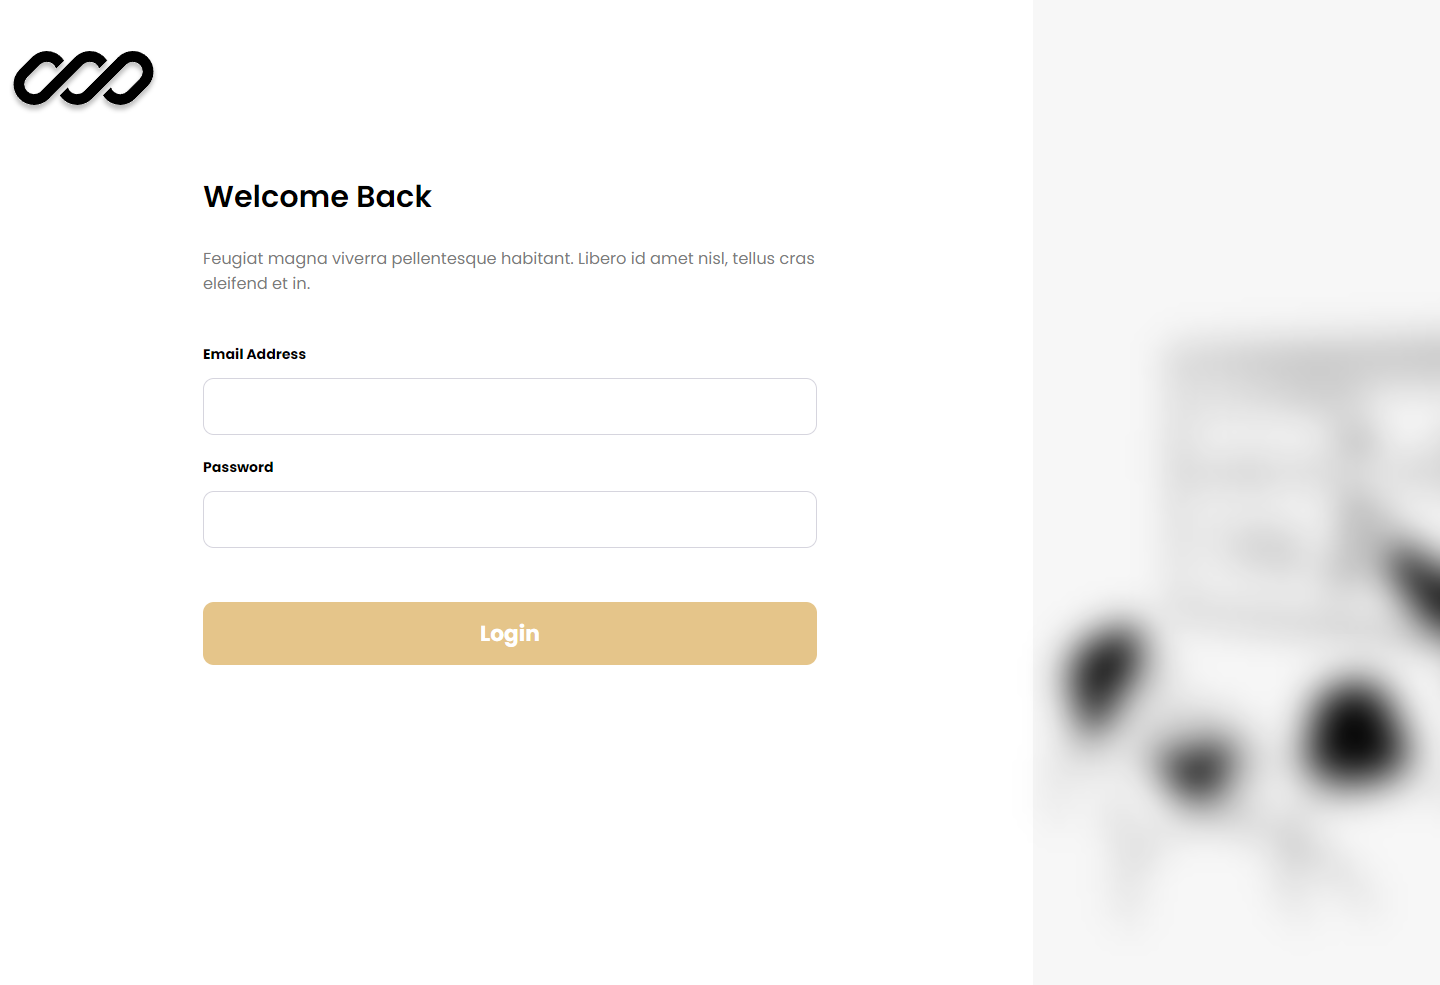 Welcome Back
Feugiat magna viverra pellentesque habitant. Libero id amet nisl, tellus cras
eleifend et in.
Email Address
Password
Login